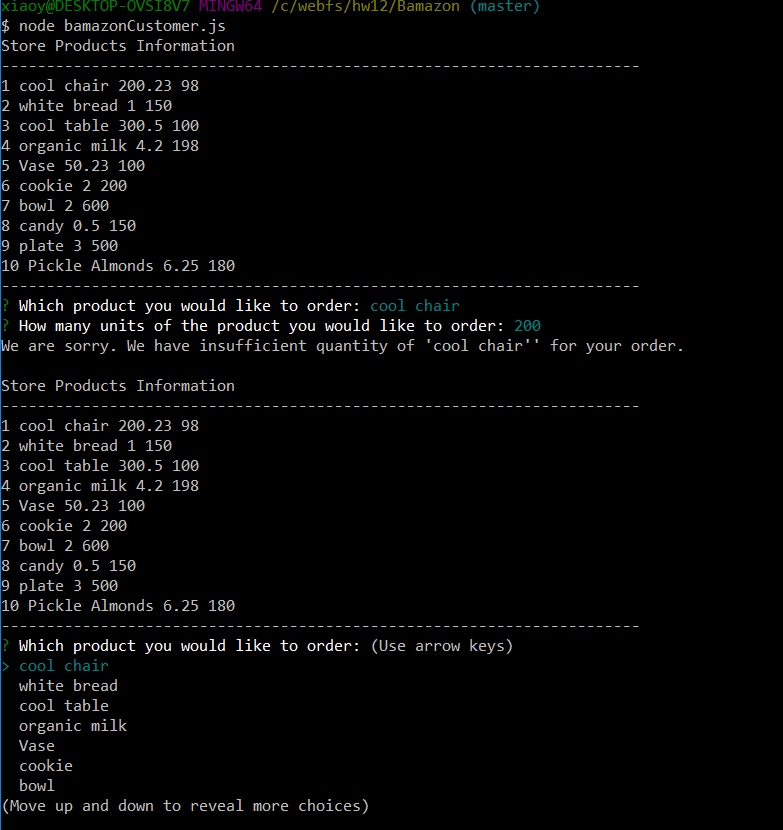 xiaoy@DESKTOP-OVSI8V7 MINGW64 /c/webfs/hw12/Bamazon (master)
$ node bamazonCustomer.js
Store Products Information
-----------------------------------------------------------------------
1 cool chair 200.23 98
2 white bread 1 150
3 cool table 300.5 100
4 organic milk 4.2 198
5 Vase 50.23 100
6 cookie 2 200
7 bowl 2 600
8 candy 0.5 150
9 plate 3 500
10 Pickle Almonds 6.25 180
-----------------------------------------------------------------------
? Which product you would like to order: cool chair
? How many units of the product you would like to order: 200
We are sorry. We have insufficient quantity of 'cool chair'' for your order.
Store Products Information
-----------------------------------------------------------------------
1 cool chair 200.23 98
2 white bread 1 150
3 cool table 300.5 100
4 organic milk 4.2 198
5 Vase 50.23 100
6 cookie 2 200
7 bowl 2 600
8 candy 0.5 150
9 plate 3 500
10 Pickle Almonds 6.25 180
-----------------------------------------------------------------------
? Which product you would like to order: (Use arrow keys)
> cool chair
white bread
cool table
organic milk
Vase
cookie
bowl
(Move up and down to reveal more choices)